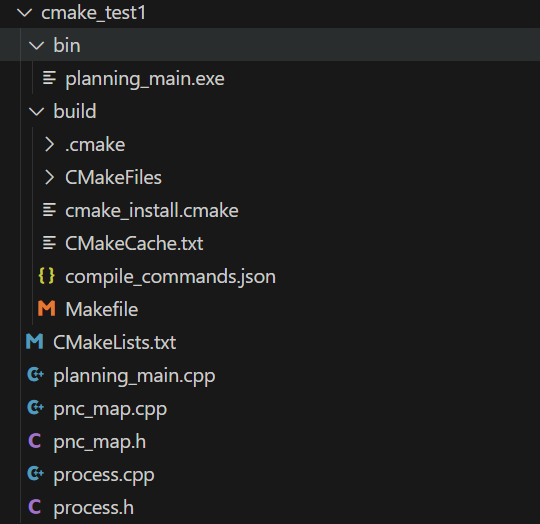 cmake_test1
bin
planning_main.exe
build
.cmake
CMakeFiles
cmake_install.cmake
CMakeCache.txt
{} compile_commands.json
M Makefile
M CMakeLists.txt
C++ planning_main.cpp
C++ pnc_map.cpp
C pnc_map.h
C++ process.cpp
C process.h